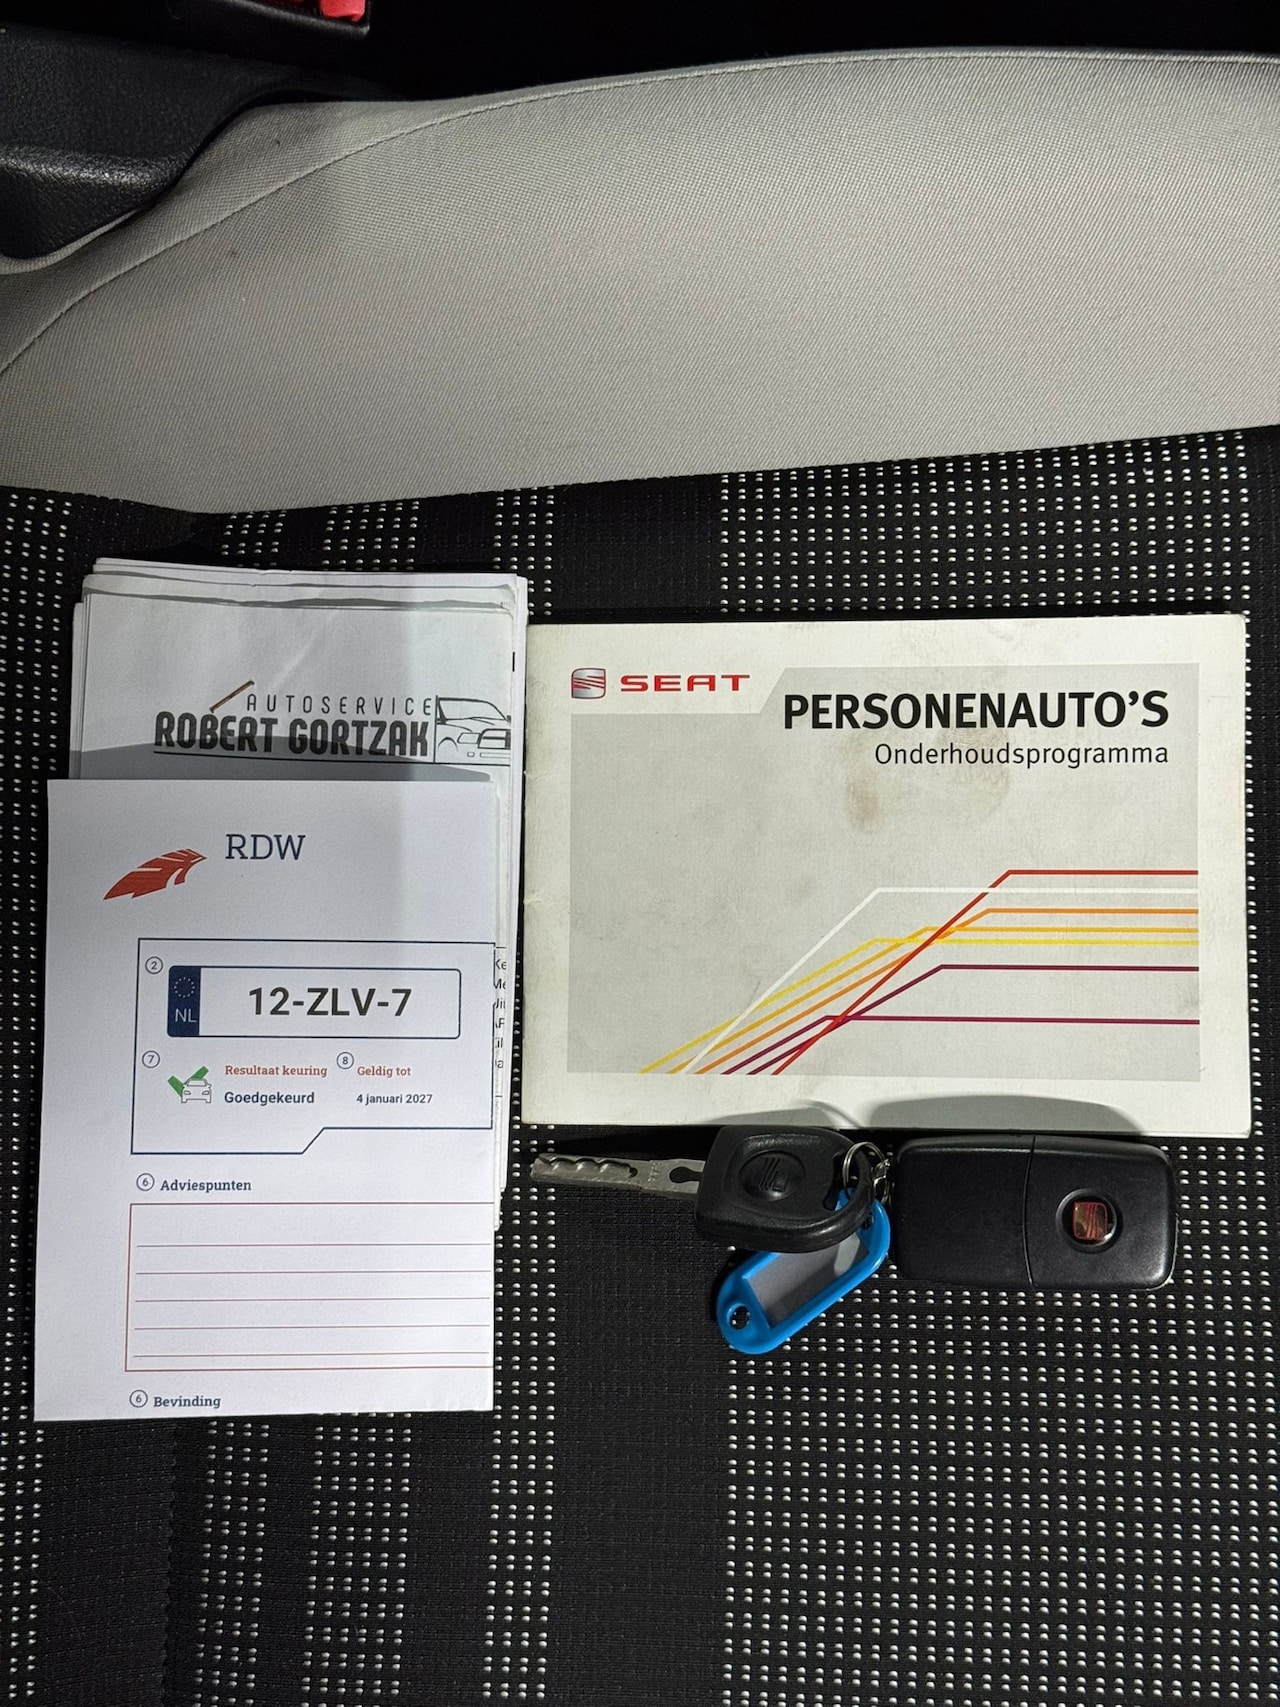 AUTOSERVICE
ROBERT GORTZAK
RDW
2
NL
12-ZLV-7
7
Resultaat keuring
8
Geldig tot
Goedgekeurd
4 januari 2027
6 Adviespunten
6 Bevinding
SEAT
PERSONENAUTO'S
Onderhoudsprogramma